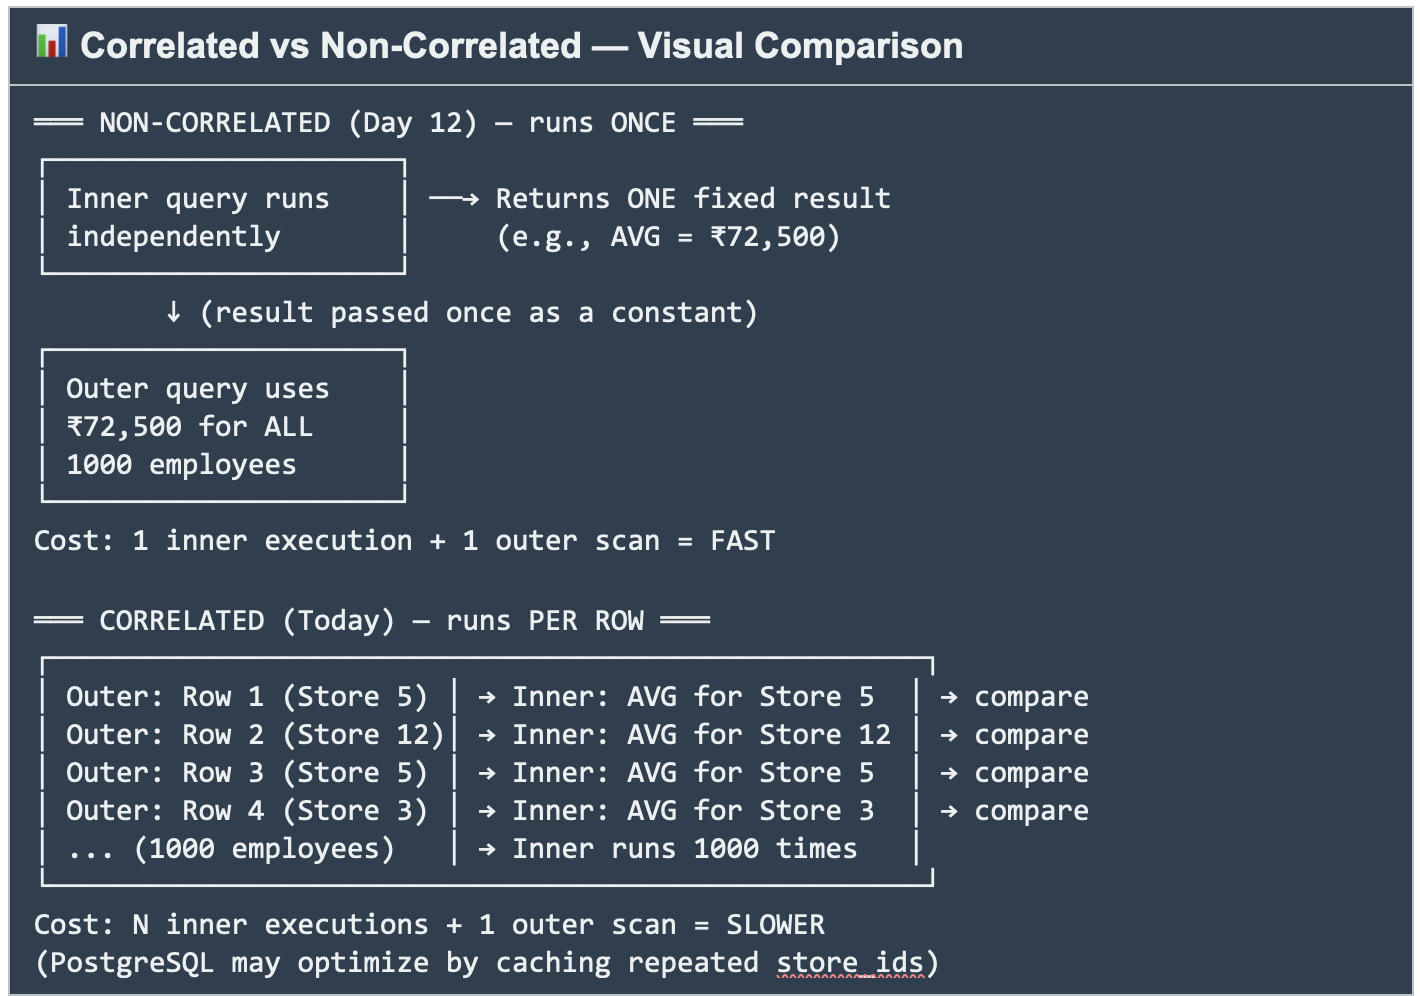 📊 Correlated vs Non-Correlated — Visual Comparison
═══ NON-CORRELATED (Day 12) — runs ONCE ═══
Inner query runs ──→ Returns ONE fixed result
independently (e.g., AVG = ₹72,500)
↓ (result passed once as a constant)
Outer query uses
₹72,500 for ALL
1000 employees
Cost: 1 inner execution + 1 outer scan = FAST
═══ CORRELATED (Today) — runs PER ROW ═══
Outer: Row 1 (Store 5) │ → Inner: AVG for Store 5 │ → compare
Outer: Row 2 (Store 12)│ → Inner: AVG for Store 12 │ → compare
Outer: Row 3 (Store 5) │ → Inner: AVG for Store 5 │ → compare
Outer: Row 4 (Store 3) │ → Inner: AVG for Store 3 │ → compare
... (1000 employees) │ → Inner runs 1000 times │
Cost: N inner executions + 1 outer scan = SLOWER
(PostgreSQL may optimize by caching repeated store_ids)